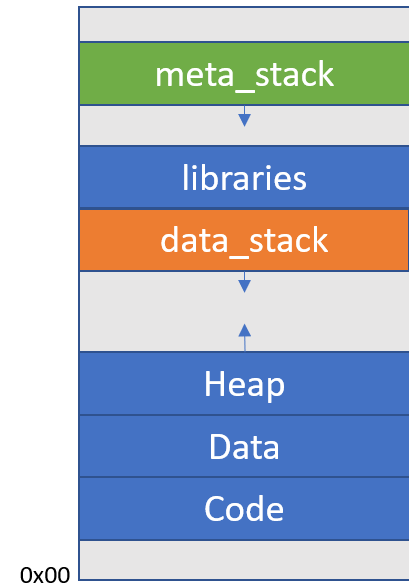 meta_stack
libraries
data_stack
Heap
Data
Code
0x00